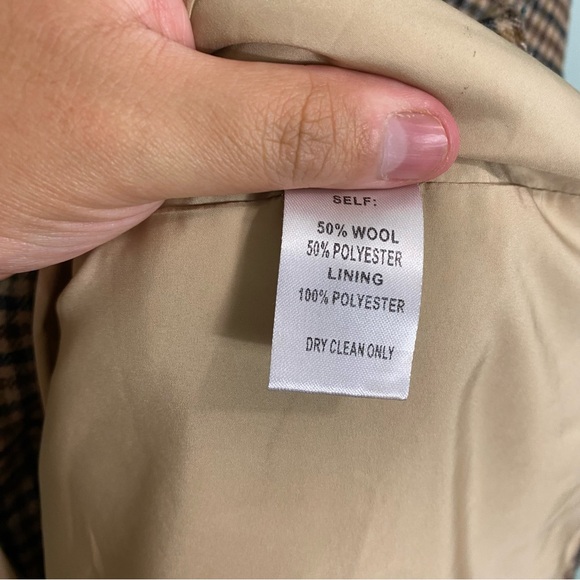 SELF:
50% WOOL
50% POLYESTER
LINING
100% POLYESTER
DRY CLEAN ONLY